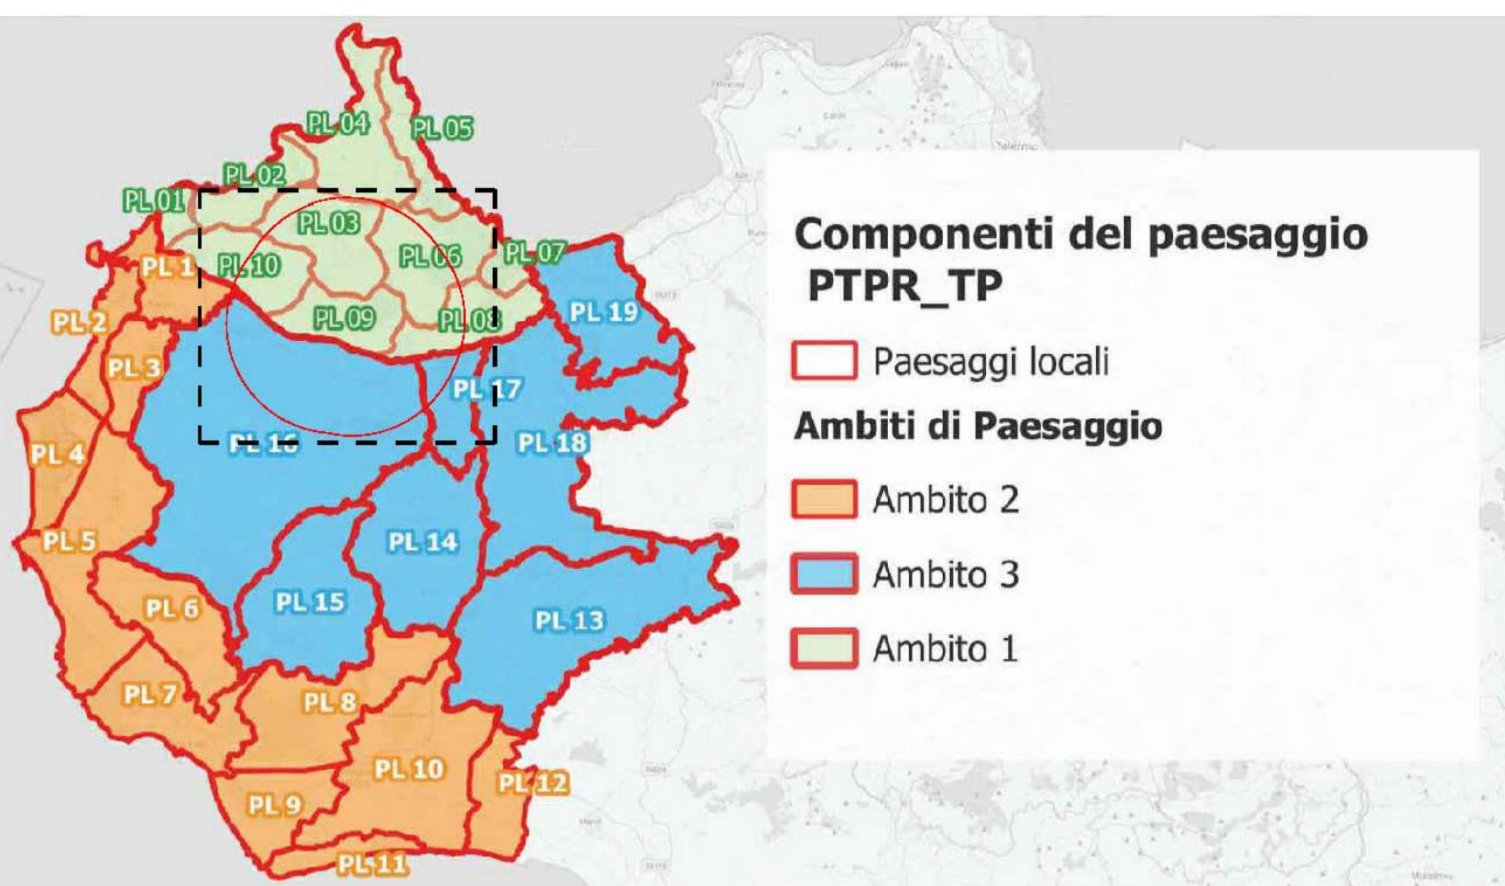 PL 04
PL 05
PL 02
PL 01
PL 03
PL 06
PL 07
PL 10
PL 1
PL 2
PL 09
PL 08
PL 19
PL 3
PL 17
PL 16
PL 18
PL 4
PL 5
PL 14
PL 15
PL 6
PL 13
PL 7
PL 8
PL 10
PL 12
PL 9
PL 11
Palermo
Componenti del paesaggio
PTPR_TP
Paesaggi locali
Ambiti di Paesaggio
Ambito 2
Ambito 3
Ambito 1